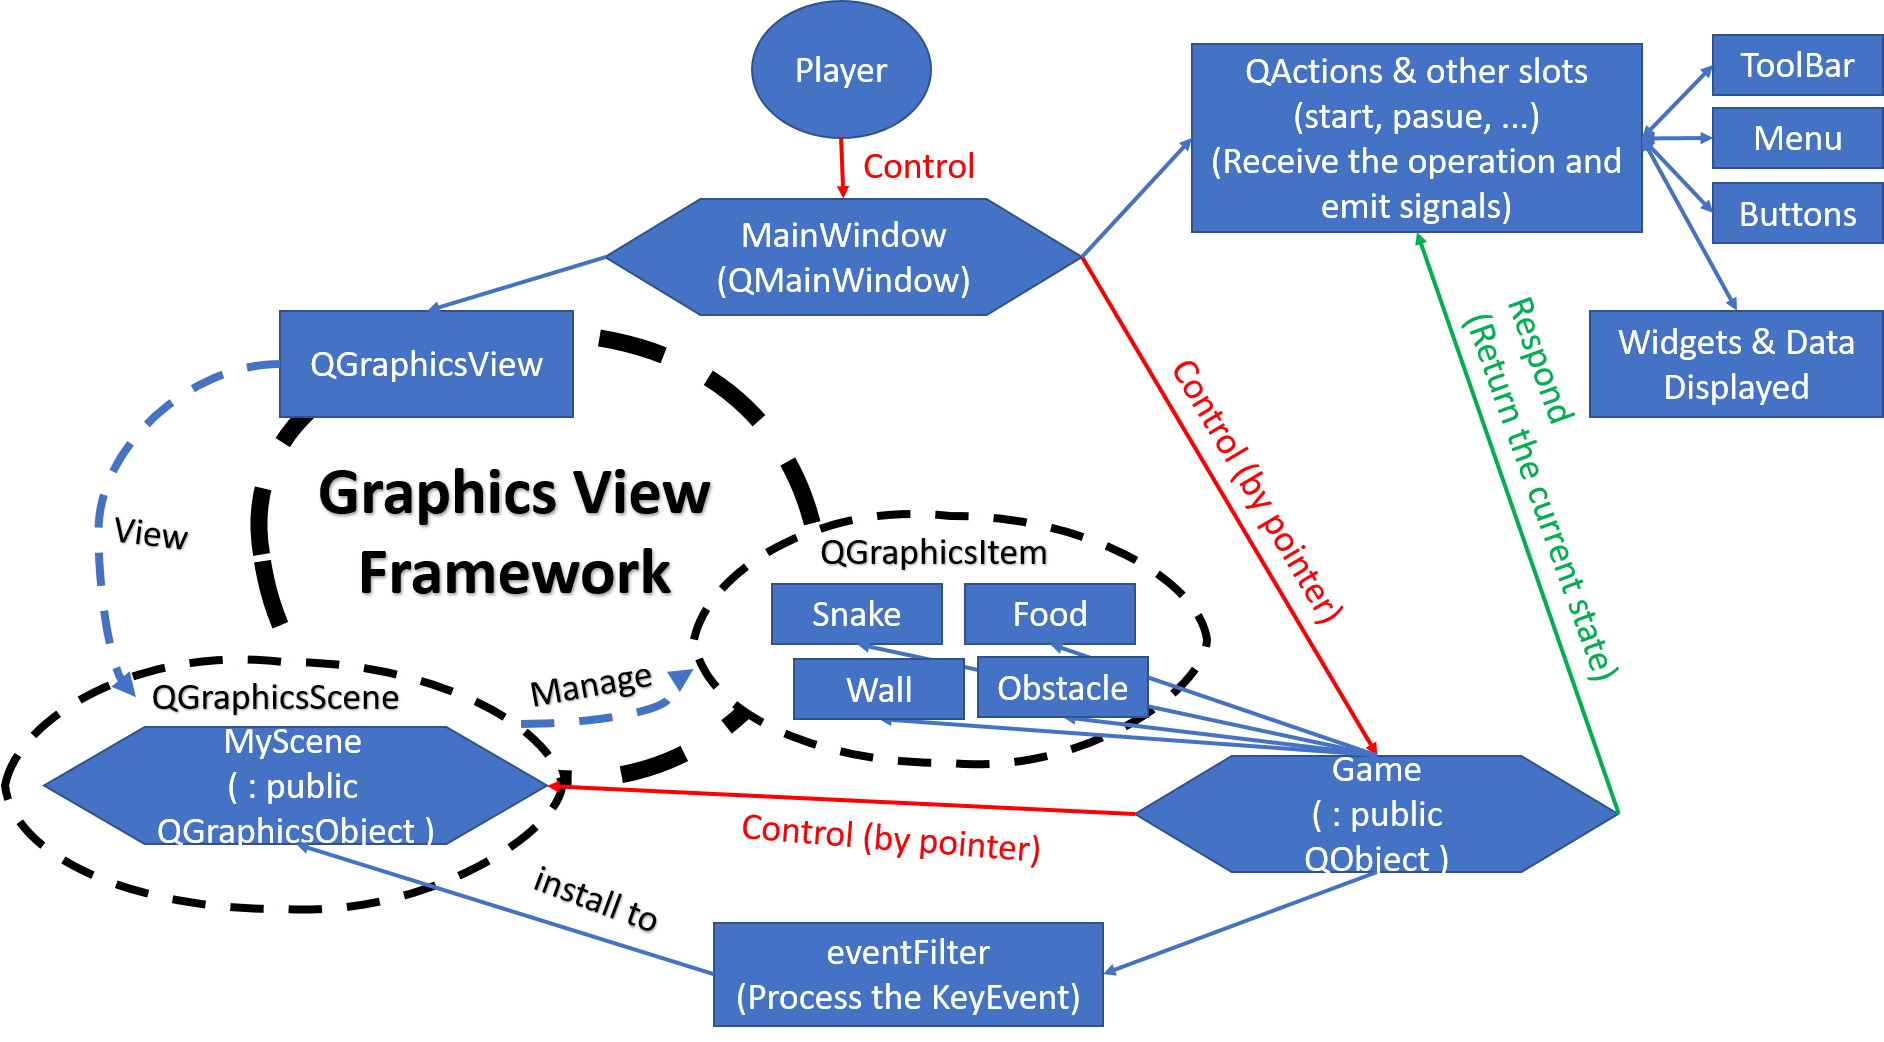 Player
Control
MainWindow
(QMainWindow)
QActions & other slots
(start, pasue, ...)
(Receive the operation and
emit signals)
ToolBar
Menu
Buttons
Widgets & Data
Displayed
QGraphicsView
Graphics View
Framework
View
Control (by pointer)
Respond
(Return the current state)
QGraphicsItem
Snake
Food
Wall
Obstacle
Manage
QGraphicsScene
MyScene
( : public
QGraphicsObject )
Control (by pointer)
Game
( : public
QObject )
install to
eventFilter
(Process the KeyEvent)